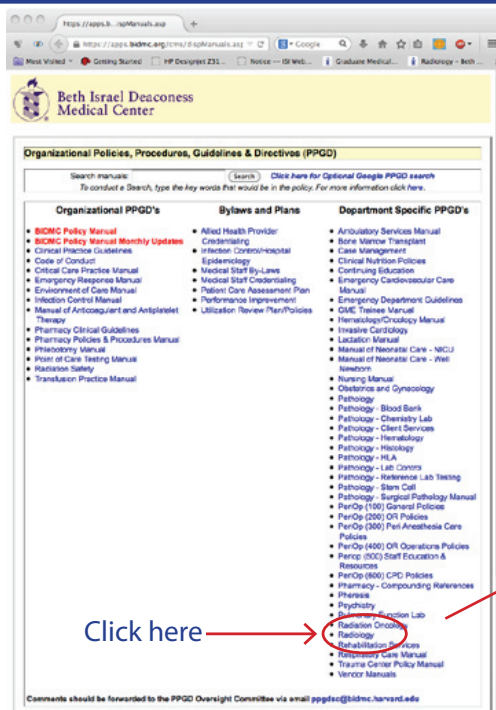 https://apps.b...ispManuals.asp
https://apps.bidmc.org/cms/dispManuals.asp
Google
Most Visited
Getting Started
HP Designjet Z31...
Notice — ISI Web...
Graduate Medical...
Radiology - Beth ...
Beth Israel Deaconess
Medical Center
Organizational Policies, Procedures, Guidelines & Directives (PPGD)
Search manuals:
Search
Click here for Optional Google PPGD search
To conduct a Search, type the key words that would be in the policy. For more information click here.
Organizational PPGD's
BIDMC Policy Manual
BIDMC Policy Manual Monthly Updates
Clinical Practice Guidelines
Code of Conduct
Critical Care Practice Manual
Emergency Response Manual
Environment of Care Manual
Infection Control Manual
Manual of Anticoagulant and Antiplatelet
Therapy
Pharmacy Clinical Guidelines
Pharmacy Policies & Procedures Manual
Phlebotomy Manual
Point of Care Testing Manual
Radiation Safety
Transfusion Practice Manual
Bylaws and Plans
Allied Health Provider
Credentialing
Infection Control/Hospital
Epidemiology
Medical Staff By-Laws
Medical Staff Credentialing
Patient Care Assessment Plan
Performance Improvement
Utilization Review Plan/Policies
Department Specific PPGD's
Ambulatory Services Manual
Bone Marrow Transplant
Case Management
Clinical Nutrition Policies
Continuing Education
Emergency Cardiovascular Care
Manual
Emergency Department Guidelines
GME Trainee Manual
Hematology/Oncology Manual
Invasive Cardiology
Lactation Manual
Manual of Neonatal Care - NICU
Manual of Neonatal Care - Well
Newborn
Nursing Manual
Obstetrics and Gynecology
Pathology
Pathology - Blood Bank
Pathology - Chemistry Lab
Pathology - Client Services
Pathology - Hematology
Pathology - Histology
Pathology - HLA
Pathology - Lab Control
Pathology - Reference Lab Testing
Pathology - Stem Cell
Pathology - Surgical Pathology Manual
PeriOp (100) General Policies
PeriOp (200) OR Policies
PeriOp (300) Peri Anesthesia Care
Policies
PeriOp (400) OR Operations Policies
Periop (500) Staff Education &
Resources
PeriOp (600) CPD Policies
Pharmacy - Compounding References
Pheresis
Psychiatry
Pulmonary Function Lab
Radiation Oncology
Radiology
Rehabilitation Services
Respiratory Care Manual
Trauma Center Policy Manual
Vendor Manuals
Click here
Comments should be forwarded to the PPGD Oversight Committee via email ppgdsc@bidmc.harvard.edu